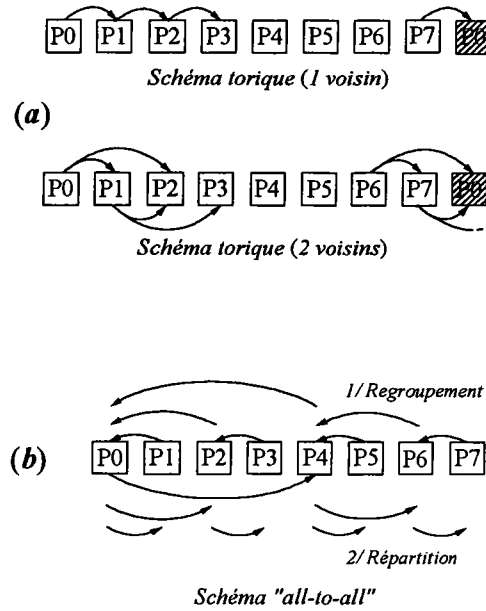 P0 P1 P2 P3 P4 P5 P6 P7 P0
Schéma torique (1 voisin)
(a)
P0 P1 P2 P3 P4 P5 P6 P7 P0
Schéma torique (2 voisins)
1/ Regroupement
(b)
P0 P1 P2 P3 P4 P5 P6 P7
2/ Répartition
Schéma "all-to-all"